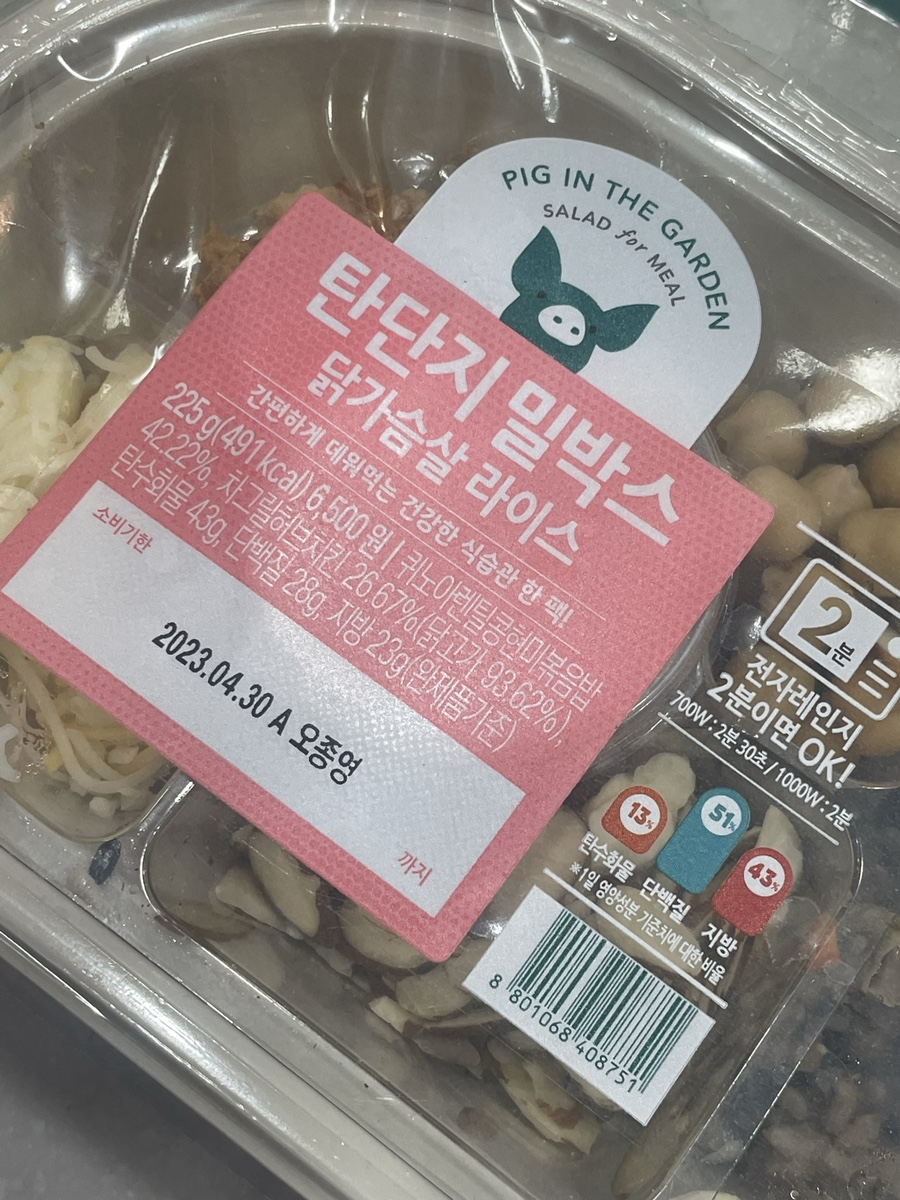 PIG IN THE GARDEN
SALAD for MEAL
탄단지 밀박스
닭가슴살 라이스
간편하게 데워먹는 건강한 식습관 한 팩!
225 g(491 kcal) 6 500 원 | 퀴노아렌틸콩현미볶음밥
42.22%, 저_그릴허브치킨 26.67%(닭고기 93.62%),
탄수화물 43g, 단백질 28g, 지방 23g(완제품기준)
소비기한
2023.04.30 A 오종영
까지
2분
전자레인지
2분이면 OK!
700W : 2분 30초 / 1000W : 2분
13% 51% 43%
탄수화물 단백질 지방
※1일 영양성분 기준치에 대한 비율
8 801068 408751